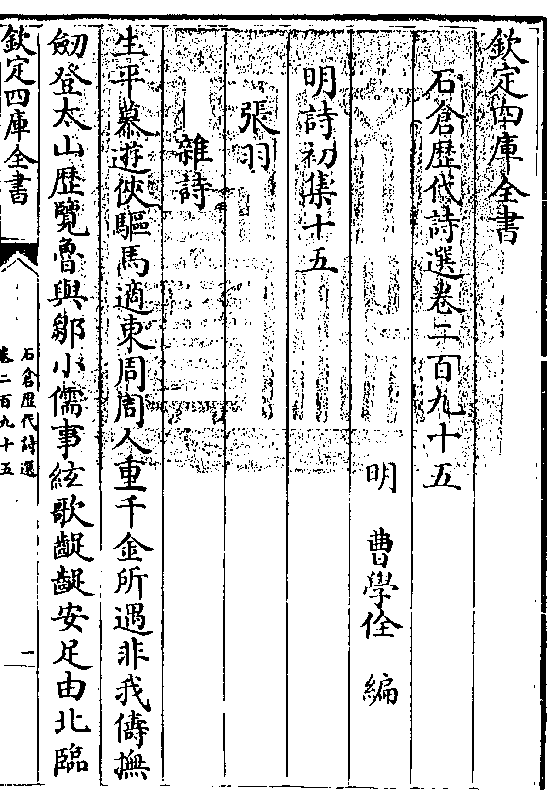 欽定四庫全書
石倉歴代詩選卷二百九十五
明 曹學佺 編
明詩初集十五
張羽
雜詩
生平慕遊俠驅馬適東周周人重千金所遇非我儔撫
劒登太山歴覽魯與鄒小儒事絃歌齪齪安足由北臨
欽定四庫全書
石倉歴代詩選
卷二百九十五
一